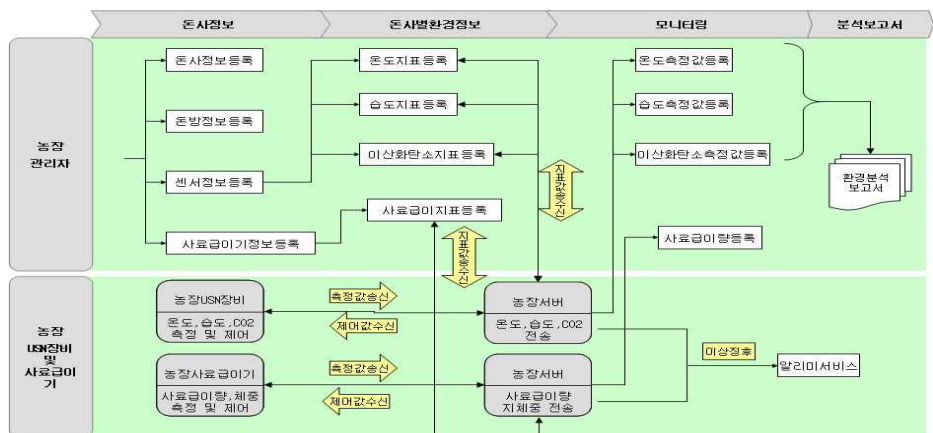 돈사정보
돈사별환경정보
모니터링
분석보고서
농장
관리자
돈사정보등록
돈방정보등록
센서정보등록
사료급이기정보등록
온도지표등록
습도지표등록
이산화탄소지표등록
사료급이지표등록
지표값송수신
지표값송수신
온도측정값등록
습도측정값등록
이산화탄소측정값등록
사료급이량등록
환경분석
보고서
농장
USN장비
및
사료급이
기
농장USN장비
온도,습도,CO2
측정 및 제어
측정값송신
제어값수신
농장서버
온도,습도,CO2
전송
농장사료급이기
사료급이량,체중
측정 및 제어
측정값송신
제어값수신
농장서버
사료급이량
지체중 전송
이상징후
알리미서비스